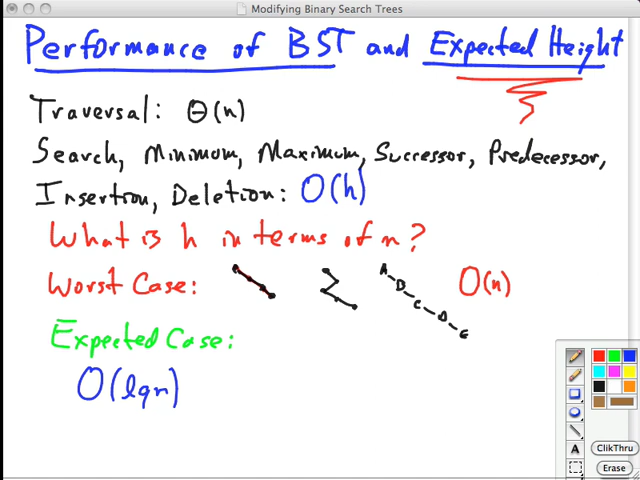 Modifying Binary Search Trees
Performance of BST and Expected Height
Traversal: Θ(n)
Search, Minimum, Maximum, Successor, Predecessor,
Insertion, Deletion: O(h)
What is h in terms of n?
Worst Case: A B C D E O(n)
Expected Case:
O(lgn)
A
ClikThru
Erase